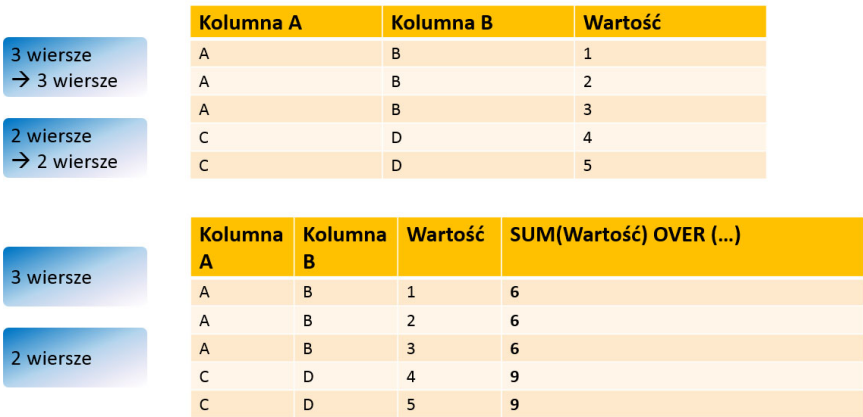 Kolumna A Kolumna B Wartość
3 wiersze
→ 3 wiersze
A B 1
A B 2
A B 3
2 wiersze
→ 2 wiersze
C D 4
C D 5
Kolumna A Kolumna B Wartość SUM(Wartość) OVER (...)
3 wiersze
A B 1 6
A B 2 6
A B 3 6
2 wiersze
C D 4 9
C D 5 9